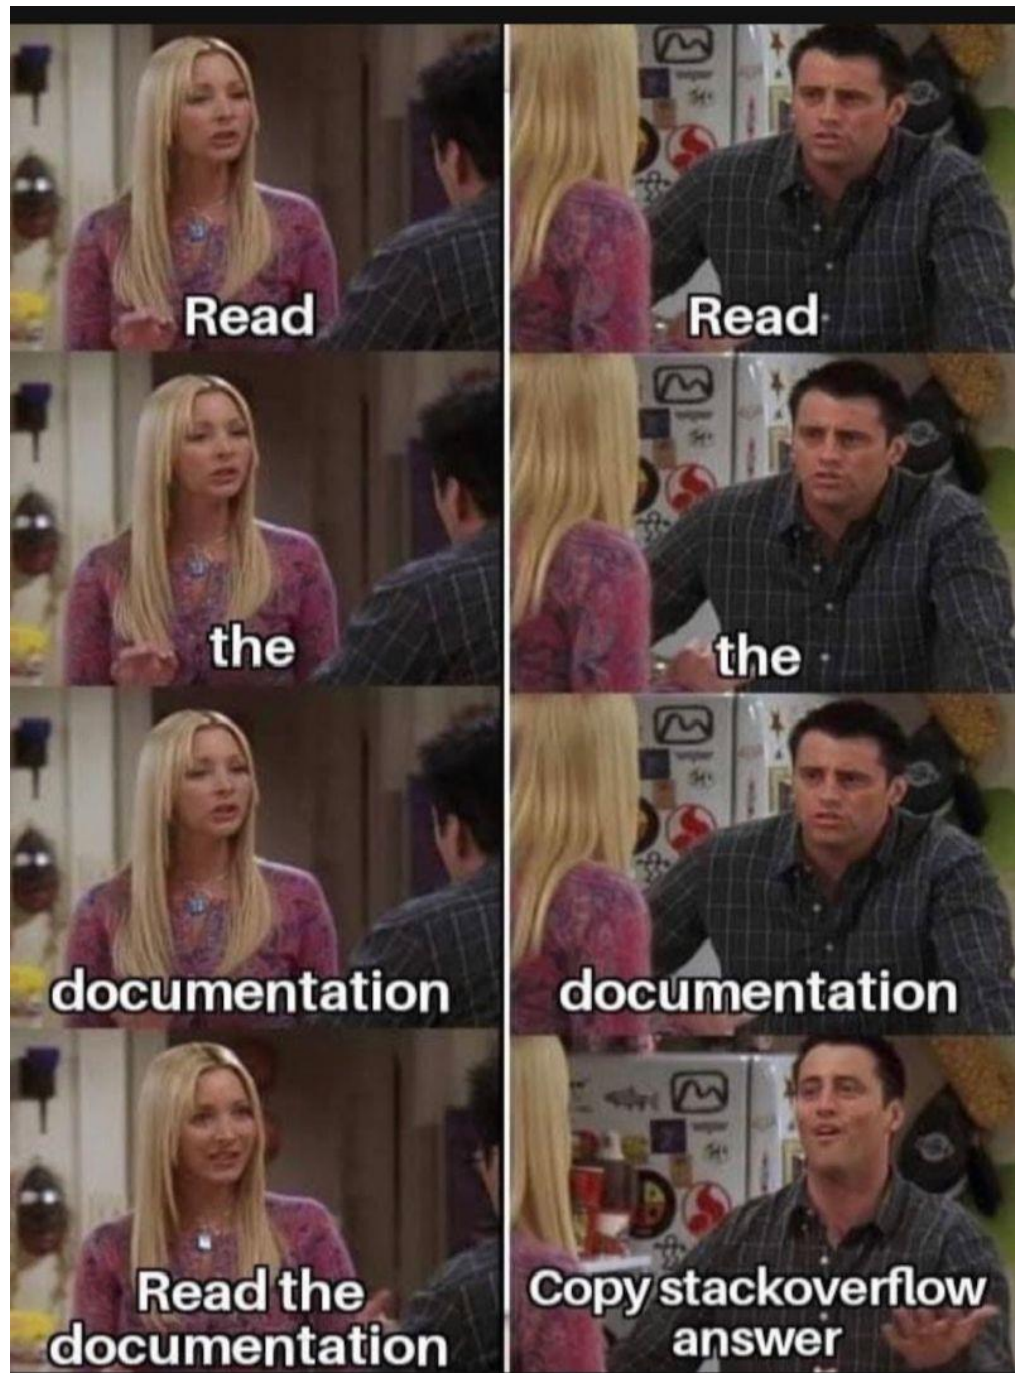 Read
Read
the
the
documentation
documentation
Read the
documentation
Copy stackoverflow
answer